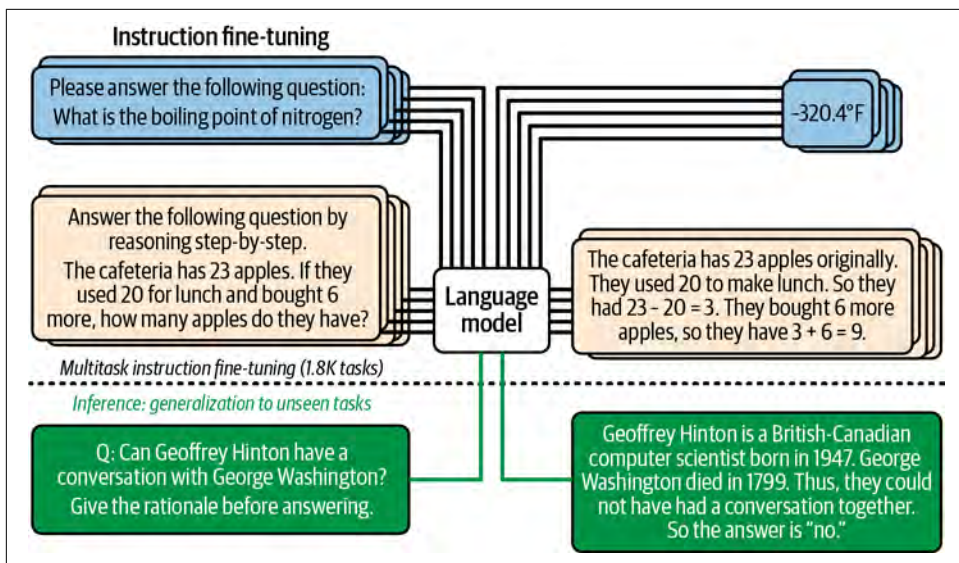 Instruction fine-tuning
Please answer the following question:
What is the boiling point of nitrogen?
-320.4°F
Answer the following question by
reasoning step-by-step.
The cafeteria has 23 apples. If they
used 20 for lunch and bought 6
more, how many apples do they have?
Language
model
The cafeteria has 23 apples originally.
They used 20 to make lunch. So they
had 23 - 20 = 3. They bought 6 more
apples, so they have 3 + 6 = 9.
Multitask instruction fine-tuning (1.8K tasks)
Inference: generalization to unseen tasks
Q: Can Geoffrey Hinton have a
conversation with George Washington?
Give the rationale before answering.
Geoffrey Hinton is a British-Canadian
computer scientist born in 1947. George
Washington died in 1799. Thus, they could
not have had a conversation together.
So the answer is “no.”